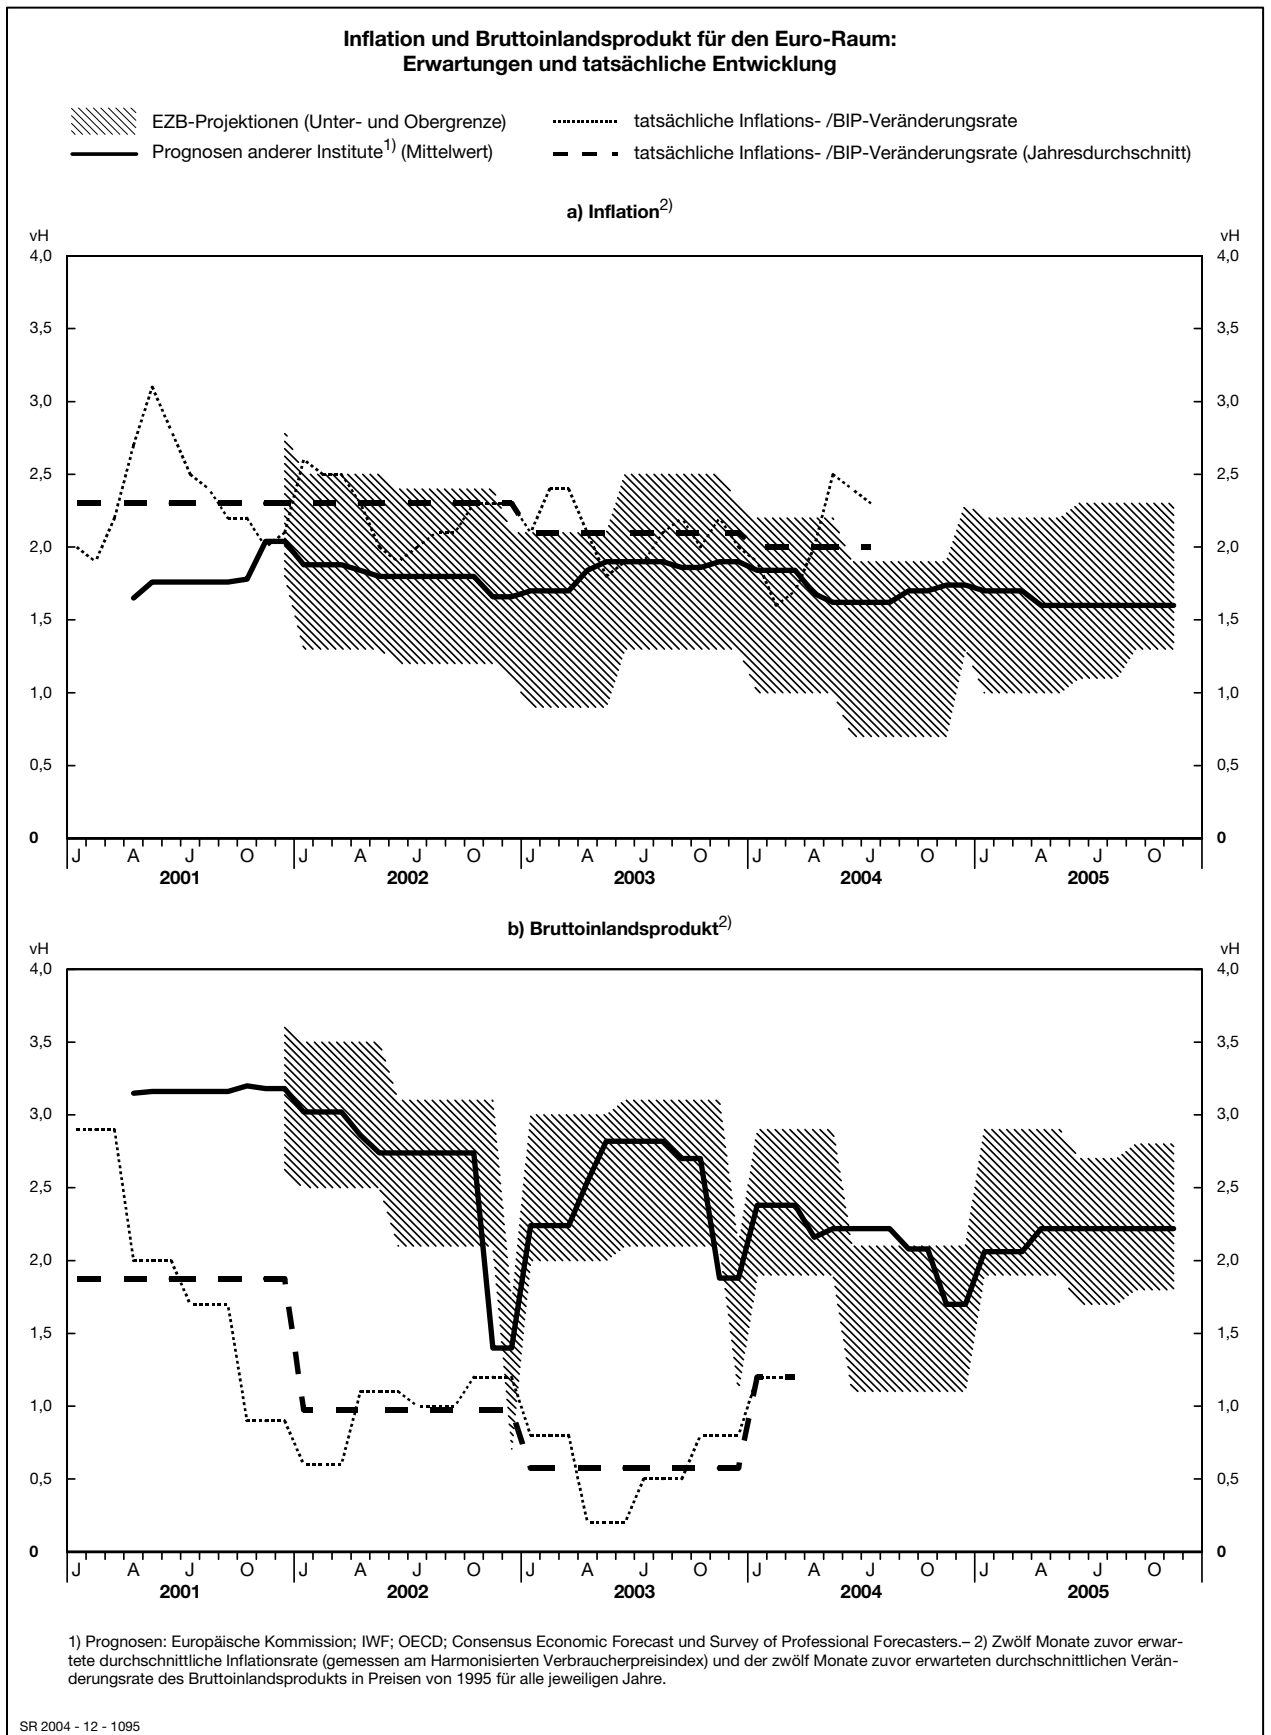 Inflation und Bruttoinlandsprodukt für den Euro-Raum:
Erwartungen und tatsächliche Entwicklung
EZB-Projektionen (Unter- und Obergrenze)
tatsächliche Inflations- /BIP-Veränderungsrate
Prognosen anderer Institute1) (Mittelwert)
tatsächliche Inflations- /BIP-Veränderungsrate (Jahresdurchschnitt)
a) Inflation2)
vH vH
4,0 4,0
3,5 3,5
3,0 3,0
2,5 2,5
2,0 2,0
1,5 1,5
1,0 1,0
0,5 0,5
0 0
J A J O J A J O J A J O J A J O J A J O
2001 2002 2003 2004 2005
b) Bruttoinlandsprodukt2)
vH vH
4,0 4,0
3,5 3,5
3,0 3,0
2,5 2,5
2,0 2,0
1,5 1,5
1,0 1,0
0,5 0,5
0 0
J A J O J A J O J A J O J A J O J A J O
2001 2002 2003 2004 2005
1) Prognosen: Europäische Kommission; IWF; OECD; Consensus Economic Forecast und Survey of Professional Forecasters.– 2) Zwölf Monate zuvor erwar-
tete durchschnittliche Inflationsrate (gemessen am Harmonisierten Verbraucherpreisindex) und der zwölf Monate zuvor erwarteten durchschnittlichen Verän-
derungsrate des Bruttoinlandsprodukts in Preisen von 1995 für alle jeweiligen Jahre.
SR 2004 - 12 - 1095